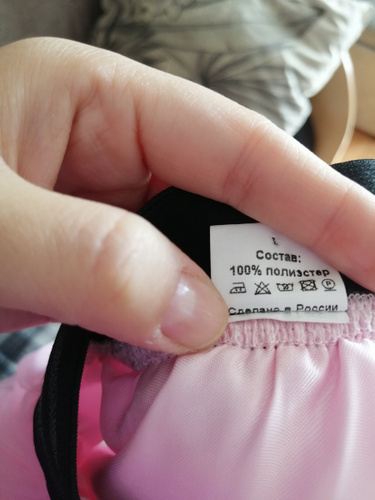 Состав:
100% полиэстер
Сделано в России